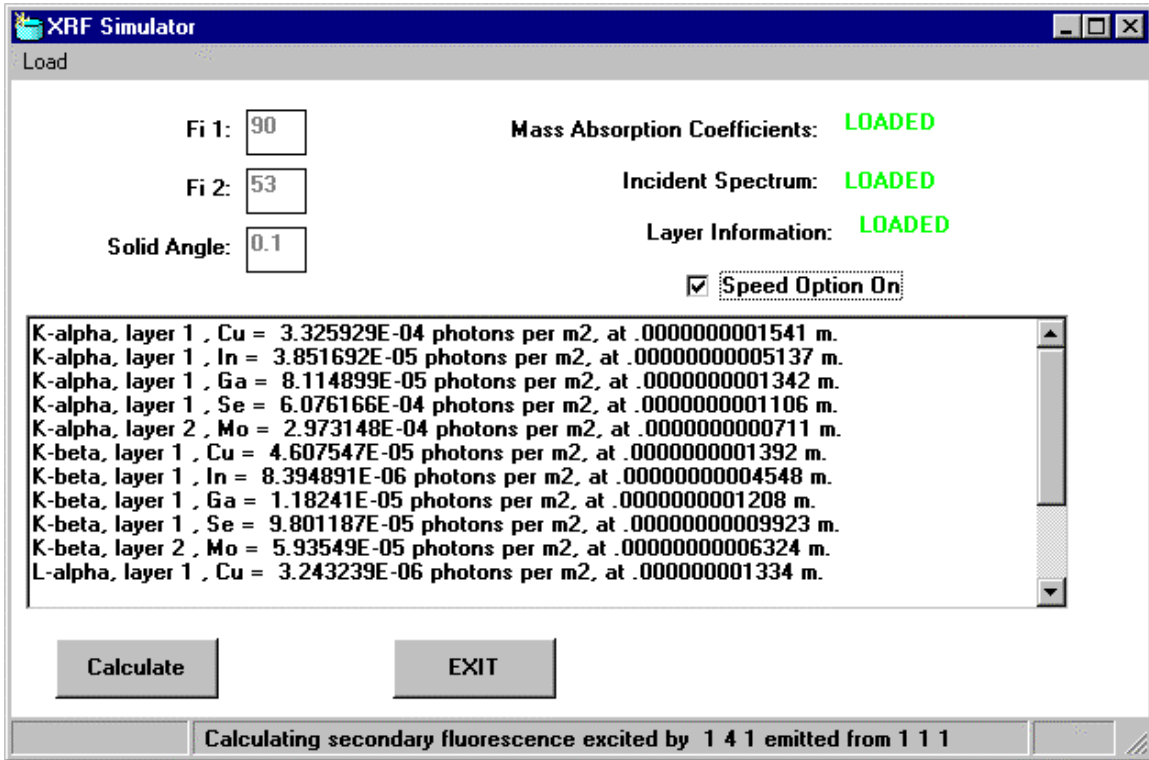 XRF Simulator
Load
Fi 1: 90
Mass Absorption Coefficients: LOADED
Fi 2: 53
Incident Spectrum: LOADED
Solid Angle: 0.1
Layer Information: LOADED
Speed Option On
K-alpha, layer 1 , Cu = 3.325929E-04 photons per m2, at .0000000001541 m.
K-alpha, layer 1 , In = 3.851692E-05 photons per m2, at .00000000005137 m.
K-alpha, layer 1 , Ga = 8.114899E-05 photons per m2, at .0000000001342 m.
K-alpha, layer 1 , Se = 6.076166E-04 photons per m2, at .0000000001106 m.
K-alpha, layer 2 , Mo = 2.973148E-04 photons per m2, at .0000000000711 m.
K-beta, layer 1 , Cu = 4.607547E-05 photons per m2, at .0000000001392 m.
K-beta, layer 1 , In = 8.394891E-06 photons per m2, at .00000000004548 m.
K-beta, layer 1 , Ga = 1.18241E-05 photons per m2, at .0000000001208 m.
K-beta, layer 1 , Se = 9.801187E-05 photons per m2, at .00000000009923 m.
K-beta, layer 2 , Mo = 5.93549E-05 photons per m2, at .00000000006324 m.
L-alpha, layer 1 , Cu = 3.243239E-06 photons per m2, at .000000001334 m.
Calculate
EXIT
Calculating secondary fluorescence excited by 1 4 1 emitted from 1 1 1